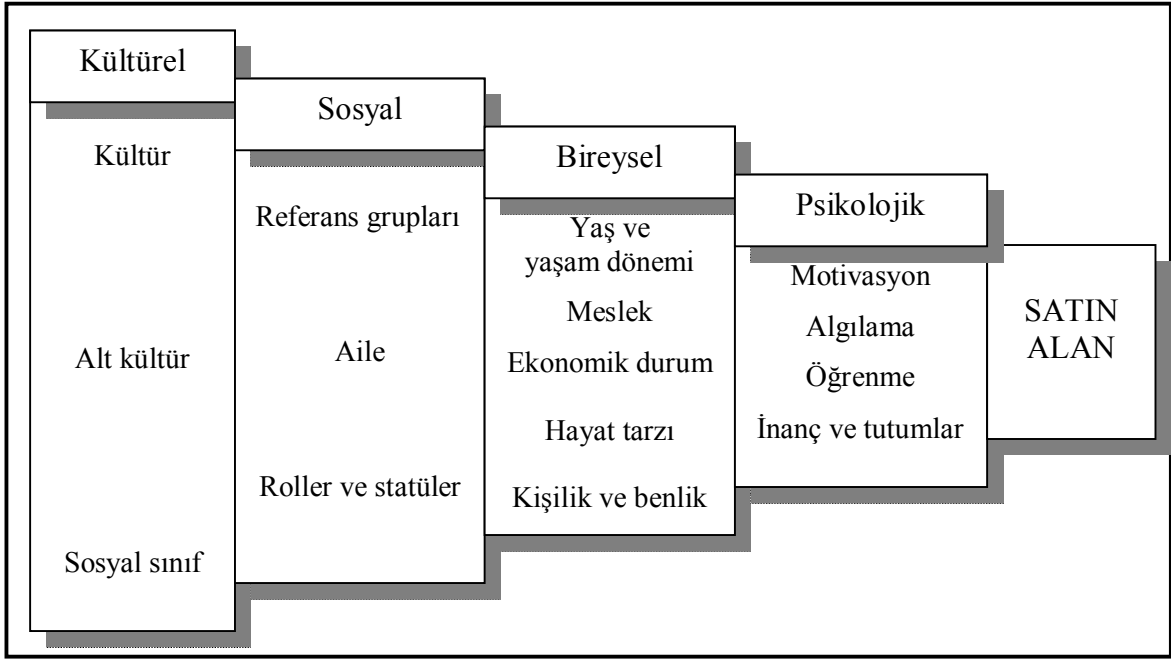 Kültürel
Kültür
Alt kültür
Sosyal sınıf
Sosyal
Referans grupları
Aile
Roller ve statüler
Bireysel
Yaş ve
yaşam dönemi
Meslek
Ekonomik durum
Hayat tarzı
Kişilik ve benlik
Psikolojik
Motivasyon
Algılama
Öğrenme
İnanç ve tutumlar
SATIN
ALAN